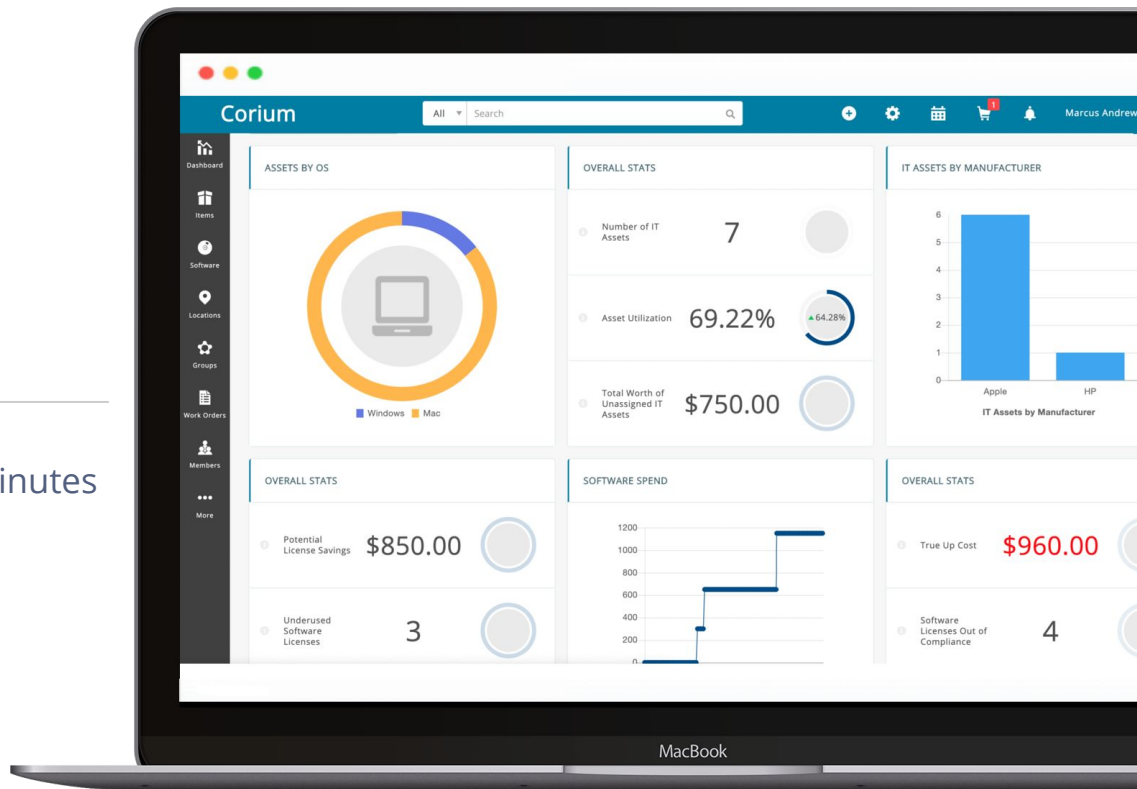 Corium
All
Search
1
Marcus Andrew
Dashboard
Items
Software
Locations
Groups
Work Orders
Members
More
inutes
ASSETS BY OS
Windows
Mac
OVERALL STATS
Number of IT
Assets
7
Asset Utilization
69.22%
64.28%
Total Worth of
Unassigned IT
Assets
$750.00
IT ASSETS BY MANUFACTURER
6
5
4
3
2
1
0
Apple
HP
IT Assets by Manufacturer
OVERALL STATS
Potential
License Savings
$850.00
Underused
Software
Licenses
3
SOFTWARE SPEND
1200
1000
800
600
400
200
0
OVERALL STATS
True Up Cost
$960.00
Software
Licenses Out of
Compliance
4
MacBook